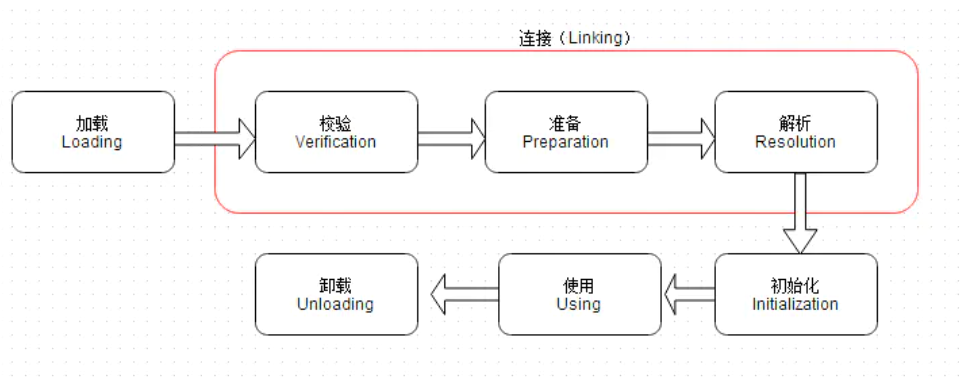 连接（Linking）
加载
Loading
校验
Verification
准备
Preparation
解析
Resolution
初始化
Initialization
使用
Using
卸载
Unloading